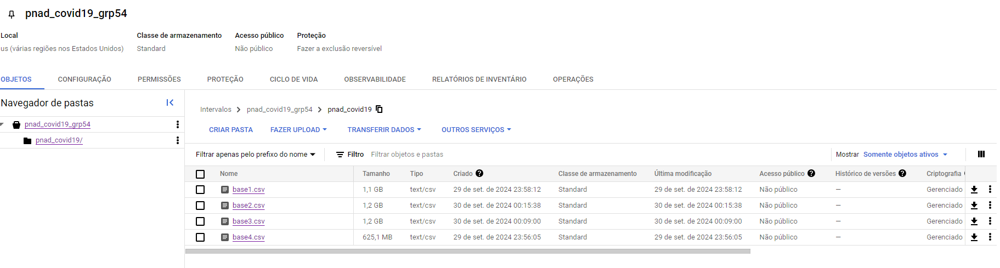 pnad_covid19_grp54
Local Classe de armazenamento Acesso público Proteção
us (várias regiões nos Estados Unidos) Standard Não público Fazer a exclusão reversível
OBJETOS CONFIGURAÇÃO PERMISSÕES PROTEÇÃO CICLO DE VIDA OBSERVABILIDADE RELATÓRIOS DE INVENTÁRIO OPERAÇÕES
Navegador de pastas
pnad_covid19_grp54
pnad_covid19/
Intervalos > pnad_covid19_grp54 > pnad_covid19
CRIAR PASTA FAZER UPLOAD TRANSFERIR DADOS OUTROS SERVIÇOS
Filtrar apenas pelo prefixo do nome Filtro Filtrar objetos e pastas Mostrar Somente objetos ativos
Nome Tamanho Tipo Criado ? Classe de armazenamento Última modificação Acesso público ? Histórico de versões ? Criptografia
base1.csv 1,1 GB text/csv 29 de set. de 2024 23:58:12 Standard 29 de set. de 2024 23:58:12 Não público — Gerenciado
base2.csv 1,2 GB text/csv 30 de set. de 2024 00:15:38 Standard 30 de set. de 2024 00:15:38 Não público — Gerenciado
base3.csv 1,2 GB text/csv 30 de set. de 2024 00:09:00 Standard 30 de set. de 2024 00:09:00 Não público — Gerenciado
base4.csv 625,1 MB text/csv 29 de set. de 2024 23:56:05 Standard 29 de set. de 2024 23:56:05 Não público — Gerenciado